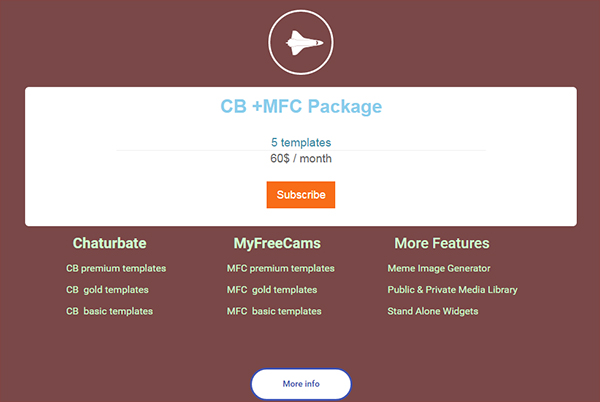 CB +MFC Package
5 templates
60$ / month
Subscribe
Chaturbate
CB premium templates
CB gold templates
CB basic templates
MyFreeCams
MFC premium templates
MFC gold templates
MFC basic templates
More Features
Meme Image Generator
Public & Private Media Library
Stand Alone Widgets
More info